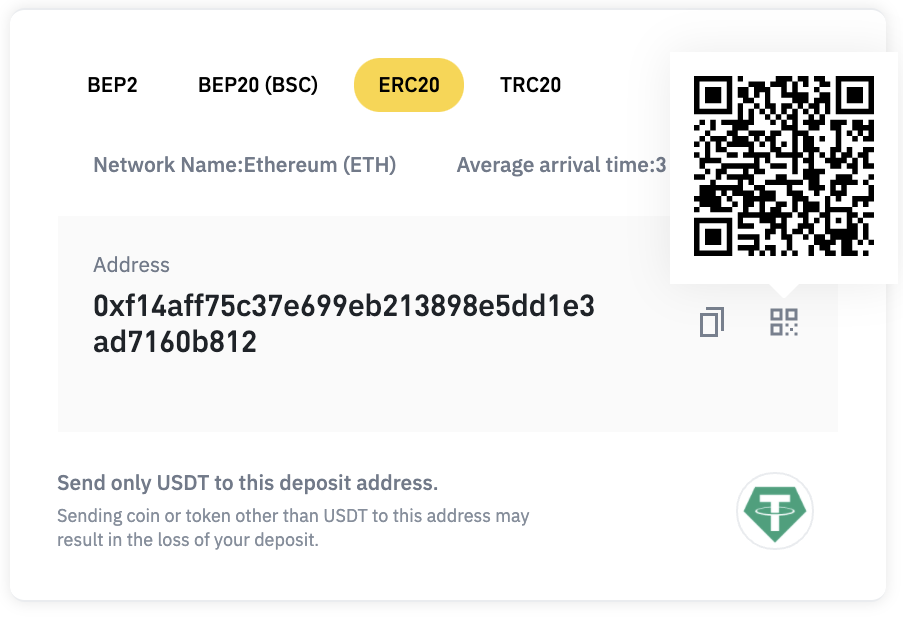 BEP2 BEP20 (BSC) ERC20 TRC20
Network Name:Ethereum (ETH) Average arrival time:3
Address
0xf14aff75c37e699eb213898e5dd1e3
ad7160b812
Send only USDT to this deposit address.
Sending coin or token other than USDT to this address may
result in the loss of your deposit.